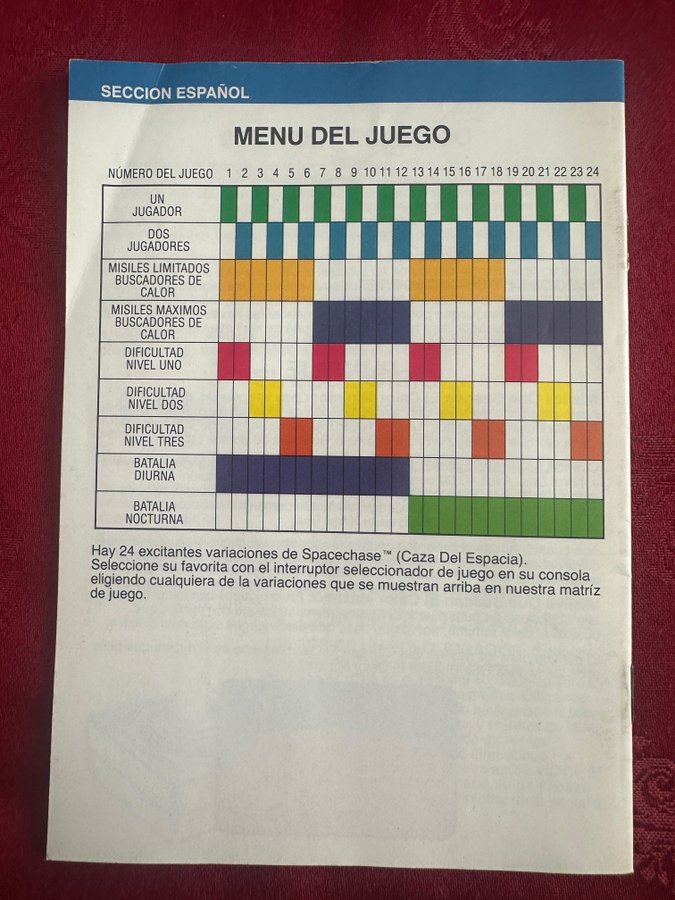 SECCION ESPAÑOL
MENU DEL JUEGO
NÚMERO DEL JUEGO 1 2 3 4 5 6 7 8 9 10 11 12 13 14 15 16 17 18 19 20 21 22 23 24
UN
JUGADOR
DOS
JUGADORES
MISILES LIMITADOS
BUSCADORES DE
CALOR
MISILES MAXIMOS
BUSCADORES DE
CALOR
DIFICULTAD
NIVEL UNO
DIFICULTAD
NIVEL DOS
DIFICULTAD
NIVEL TRES
BATALIA
DIURNA
BATALIA
NOCTURNA
Hay 24 excitantes variaciones de Spacechase™ (Caza Del Espacia).
Seleccione su favorita con el interruptor seleccionador de juego en su consola
eligiendo cualquiera de la variaciones que se muestran arriba en nuestra matríz
de juego.